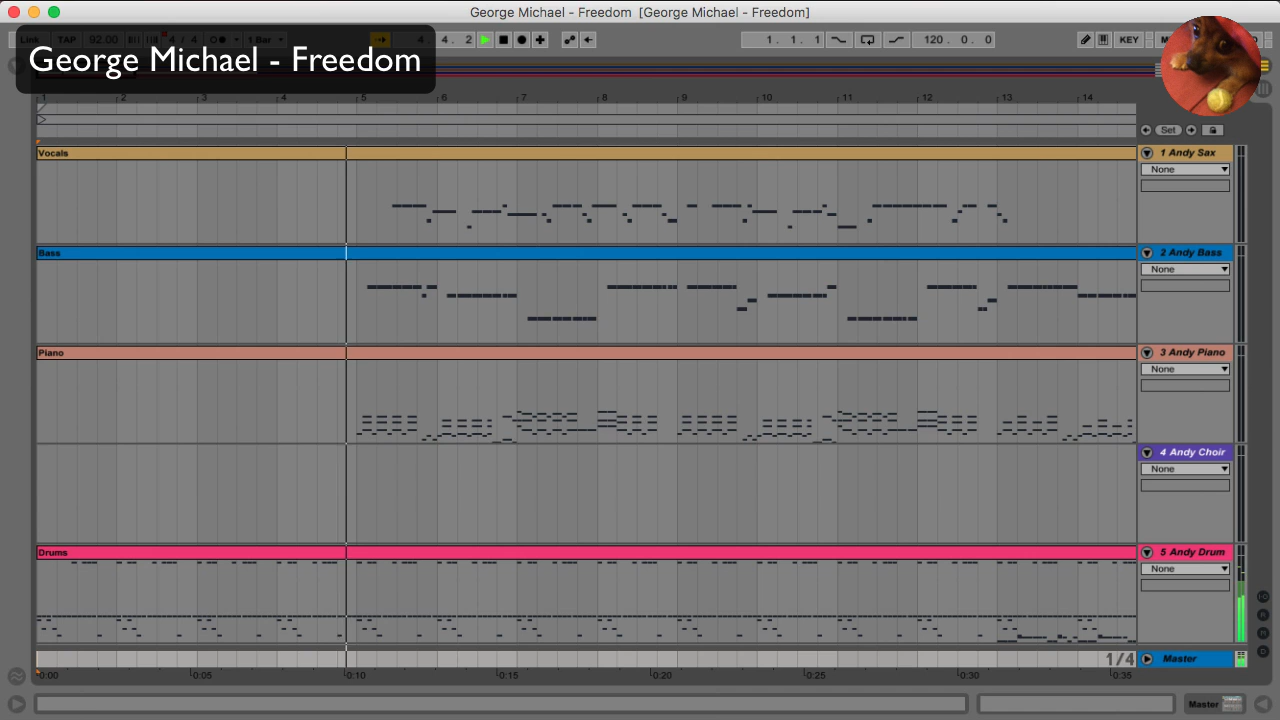 George Michael - Freedom  [George Michael - Freedom]
Link TAP 92.00 4 / 4 1 Bar 4 4. 2 1. 1. 1 120. 0. 0 KEY
George Michael - Freedom
1 2 3 4 5 6 7 8 9 10 11 12 13 14
Set
Vocals 1 Andy Sax
None
Bass 2 Andy Bass
None
Piano 3 Andy Piano
None
4 Andy Choir
None
Drums 5 Andy Drum
None
1/4 Master
0:00 0:05 0:10 0:15 0:20 0:25 0:30 0:35
Master